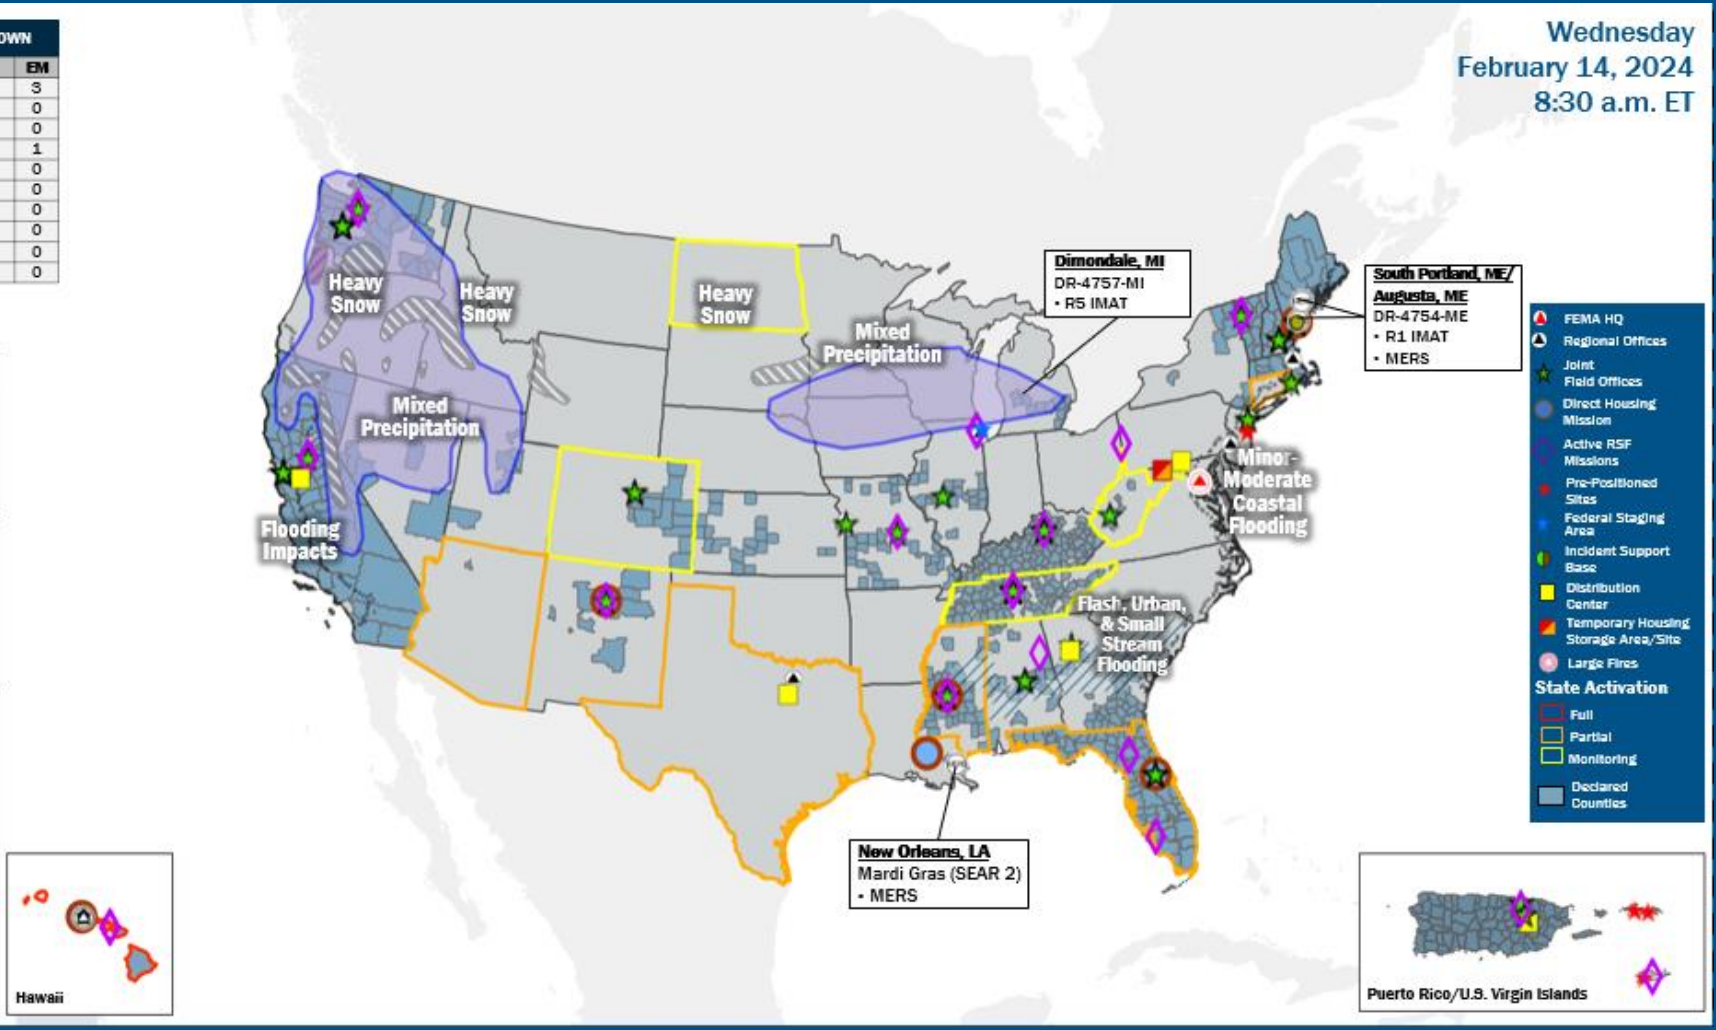 OWN
EM
3
0
0
1
0
0
0
0
0
0
Wednesday
February 14, 2024
8:30 a.m. ET
Heavy
Snow
Heavy
Snow
Heavy
Snow
Mixed
Precipitation
Mixed
Precipitation
Flooding
Impacts
Dimondale, MI
DR-4757-MI
• R5 IMAT
South Portland, ME/
Augusta, ME
DR-4754-ME
• R1 IMAT
• MERS
Minor-
Moderate
Coastal
Flooding
Flash, Urban,
& Small
Stream
Flooding
New Orleans, LA
Mardi Gras (SEAR 2)
• MERS
FEMA HQ
Regional Offices
Joint
Field Offices
Direct Housing
Mission
Active RSF
Missions
Pre-Positioned
Sites
Federal Staging
Area
Incident Support
Base
Distribution
Center
Temporary Housing
Storage Area/Site
Large Fires
State Activation
Full
Partial
Monitoring
Declared
Counties
Hawaii
Puerto Rico/U.S. Virgin Islands